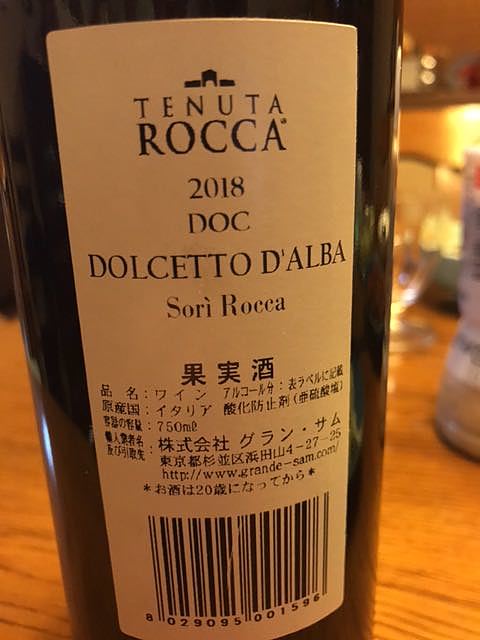 TENUTA
ROCCA
2018
DOC
DOLCETTO D'ALBA
Sorì Rocca
果実酒
品名：ワイン アルコール分：表ラベルに記載
原産国：イタリア 酸化防止剤(亜硫酸塩)
容器の容量：750mℓ
輸入業者名及び引取先：株式会社 グラン・サム
東京都杉並区浜田山4-27-25
http://www.grande-sam.com/
*お酒は20歳になってから*
8 029095 001596